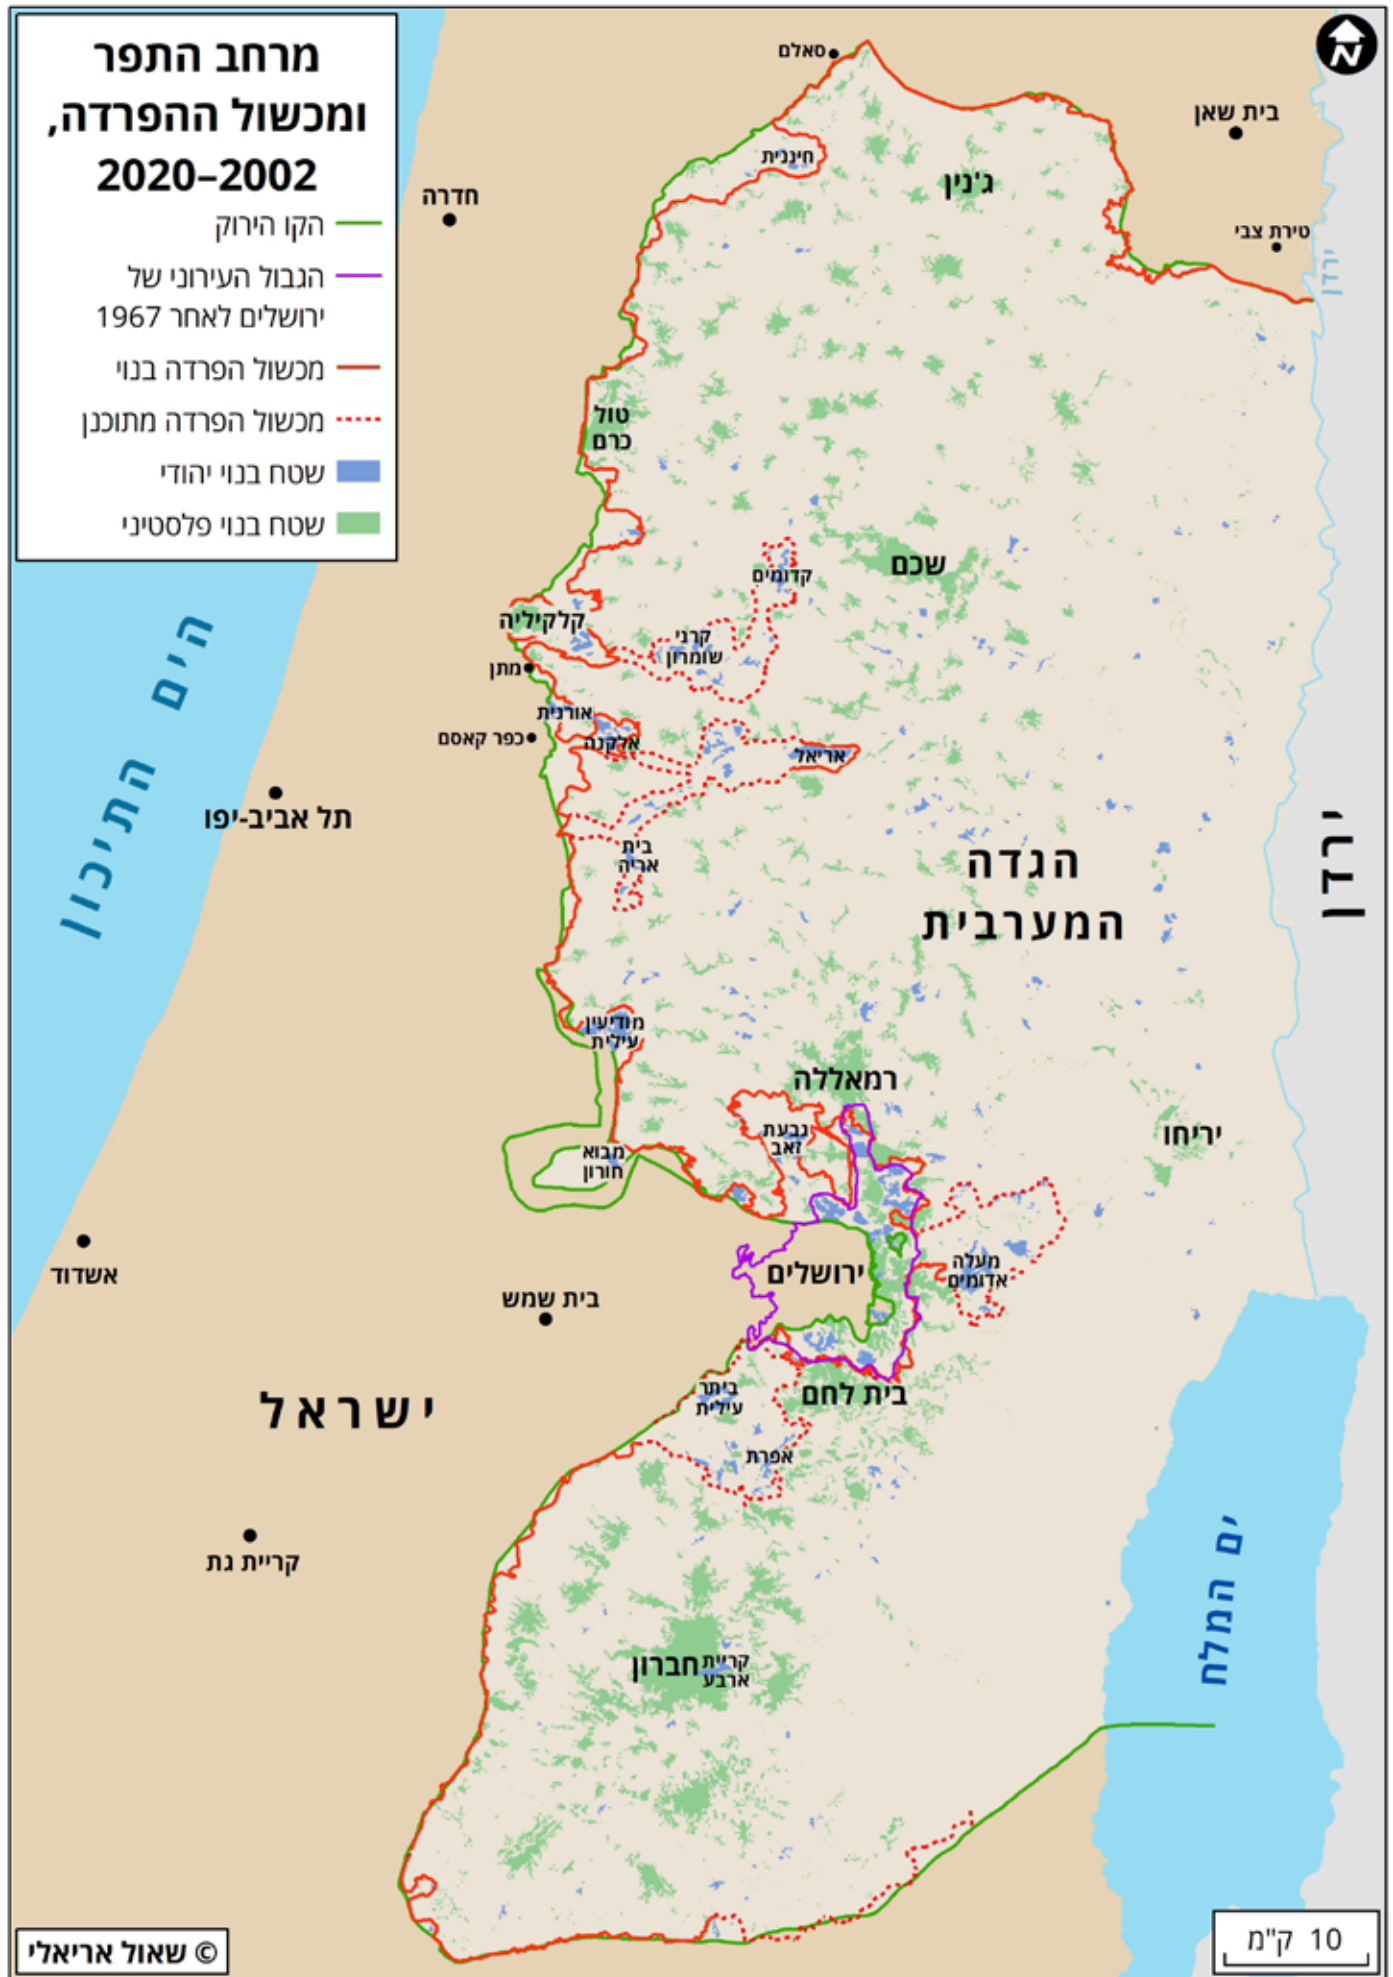 מרחב התפר
ומכשול ההפרדה,
2020–2002
הקו הירוק
הגבול העירוני של
ירושלים לאחר 1967
מכשול הפרדה בנוי
מכשול הפרדה מתוכנן
שטח בנוי יהודי
שטח בנוי פלסטיני
N
סאלם
בית שאן
חיננית
ג'נין
חדרה
טירת צבי
ירדן
טול
כרם
שכם
קדומים
קלקיליה
קרני
שומרון
מתן
אורנית
כפר קאסם
אלקנה
אריאל
הים התיכון
תל אביב-יפו
בית
אריה
הגדה
המערבית
ירדן
מודיעין
עילית
רמאללה
גבעת
זאב
יריחו
מבוא
חורון
אשדוד
ירושלים
מעלה
אדומים
בית שמש
ביתר
עילית
בית לחם
ישראל
אפרת
קריית גת
ים המלח
חברון
קריית
ארבע
© שאול אריאלי
10 ק"מ